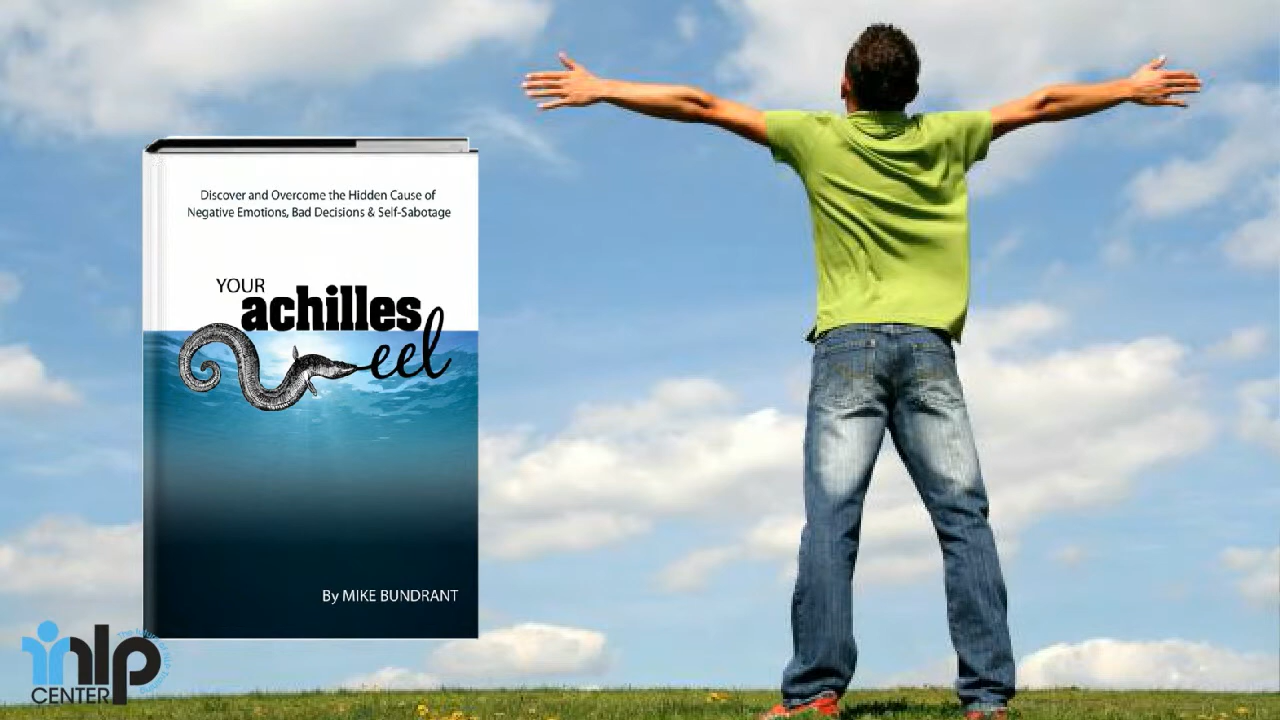 Discover and Overcome the Hidden Cause of
Negative Emotions, Bad Decisions & Self-Sabotage
YOUR
achilles
eel
By MIKE BUNDRANT
inlp
CENTER